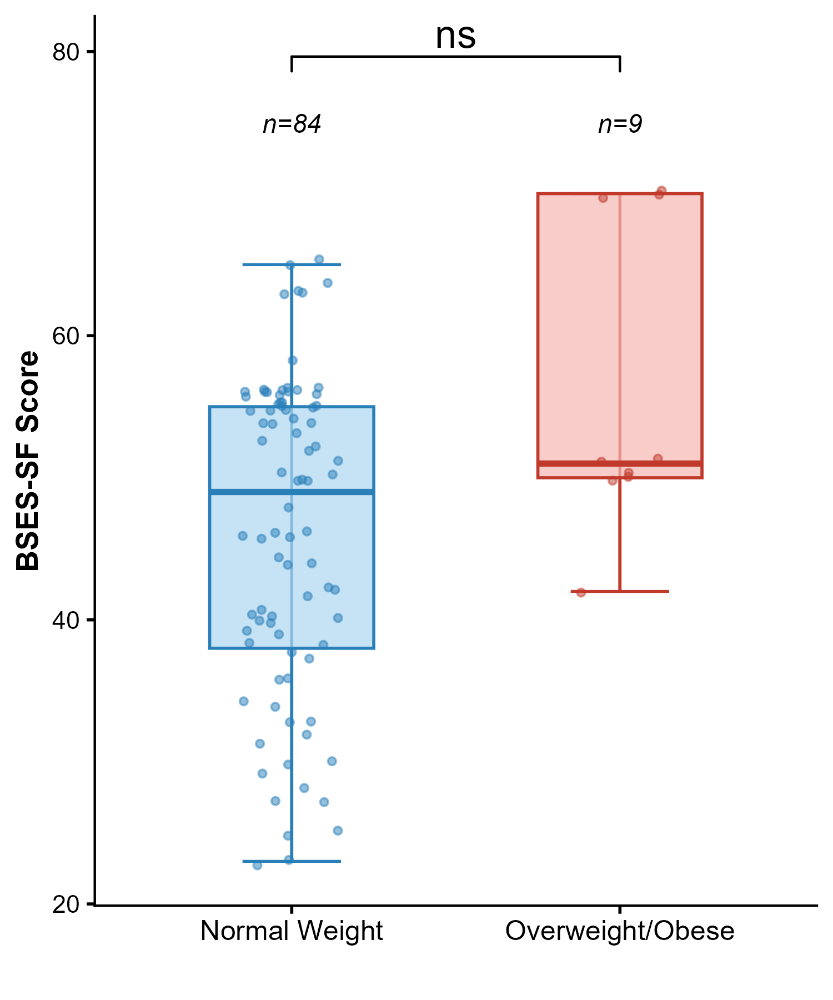 ns
80
n=84
n=9
60
BSES-SF Score
40
20
Normal Weight
Overweight/Obese